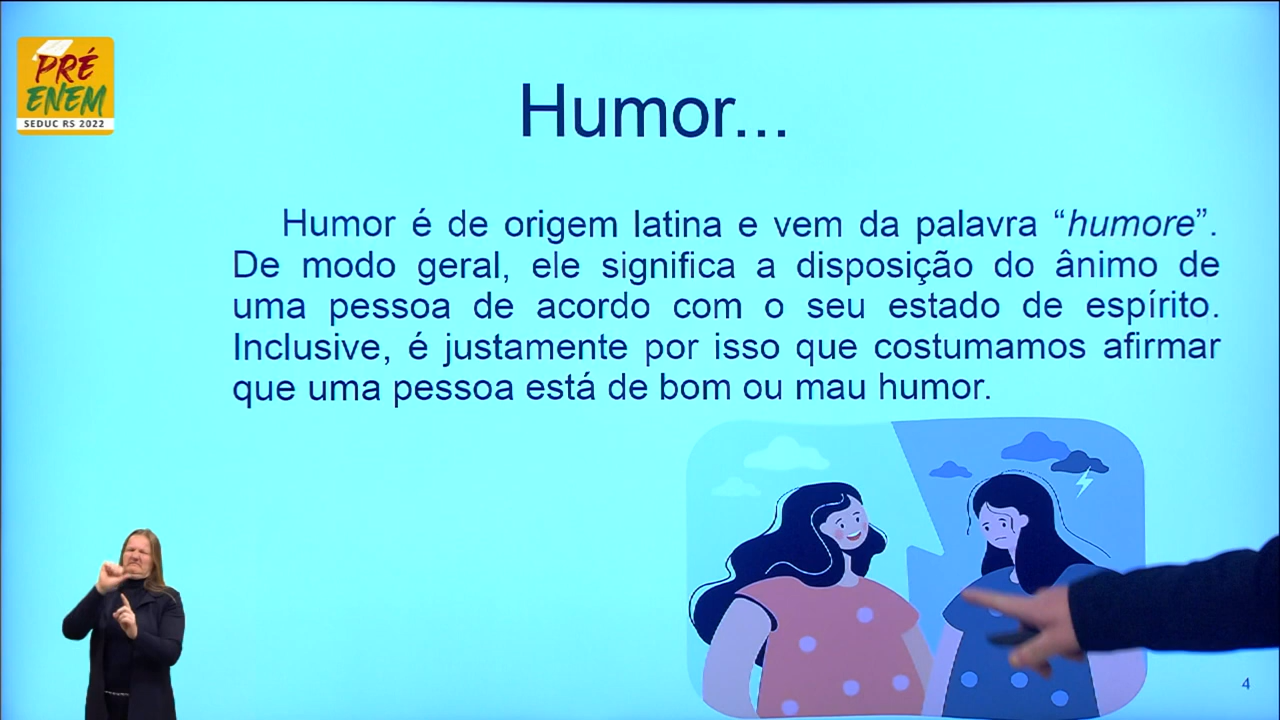 PRÉ
ENEM
SEDUC RS 2022
Humor...
Humor é de origem latina e vem da palavra “humore”.
De modo geral, ele significa a disposição do ânimo de
uma pessoa de acordo com o seu estado de espírito.
Inclusive, é justamente por isso que costumamos afirmar
que uma pessoa está de bom ou mau humor.
4